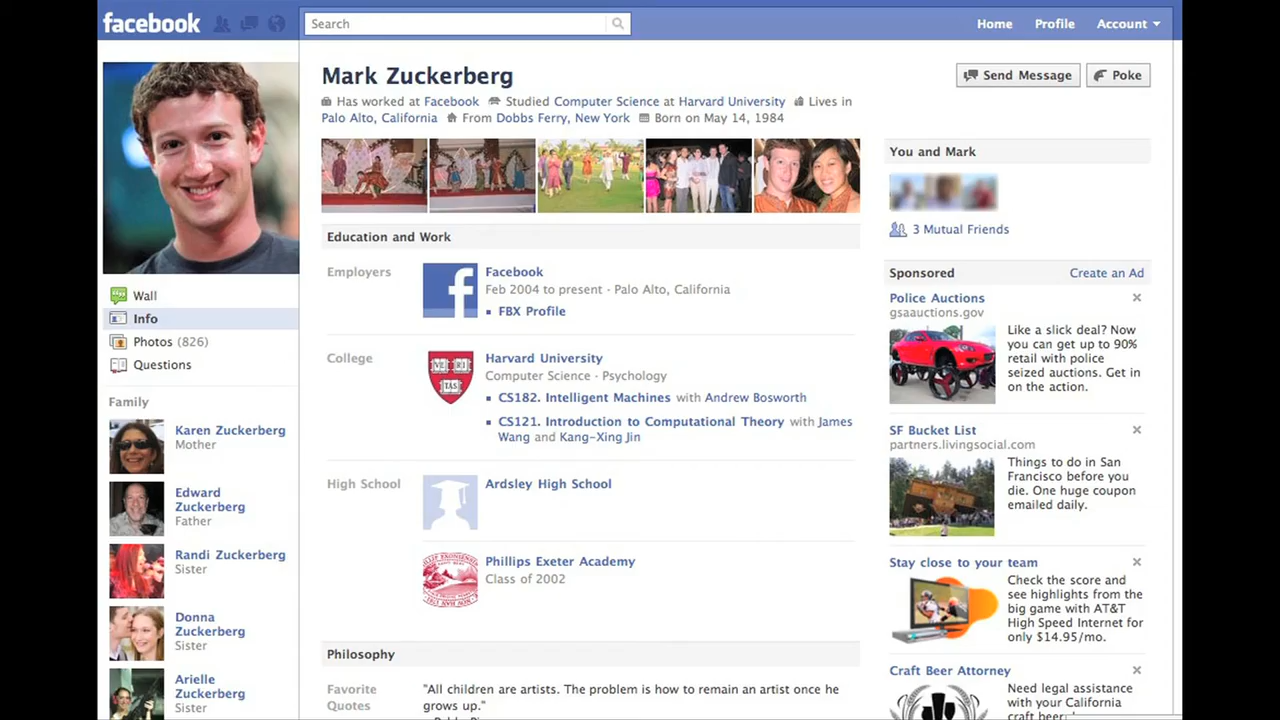 facebook
Search
Home Profile Account
Mark Zuckerberg
Send Message
Poke
Has worked at Facebook Studied Computer Science at Harvard University Lives in
Palo Alto, California From Dobbs Ferry, New York Born on May 14, 1984
Wall
Info
Photos (826)
Questions
Family
Karen Zuckerberg
Mother
Edward
Zuckerberg
Father
Randi Zuckerberg
Sister
Donna
Zuckerberg
Sister
Arielle
Zuckerberg
Sister
Education and Work
Employers
Facebook
Feb 2004 to present · Palo Alto, California
FBX Profile
College
Harvard University
Computer Science · Psychology
CS182. Intelligent Machines with Andrew Bosworth
CS121. Introduction to Computational Theory with James
Wang and Kang-Xing Jin
High School
Ardsley High School
Phillips Exeter Academy
Class of 2002
Philosophy
Favorite
Quotes
"All children are artists. The problem is how to remain an artist once he
grows up."
You and Mark
3 Mutual Friends
Sponsored
Create an Ad
Police Auctions
gsaauctions.gov
Like a slick deal? Now
you can get up to 90%
retail with police
seized auctions. Get in
on the action.
SF Bucket List
partners.livingsocial.com
Things to do in San
Francisco before you
die. One huge coupon
emailed daily.
Stay close to your team
Check the score and
see highlights from the
big game with AT&T
High Speed Internet for
only $14.95/mo.
Craft Beer Attorney
Need legal assistance
with your California
craft beer